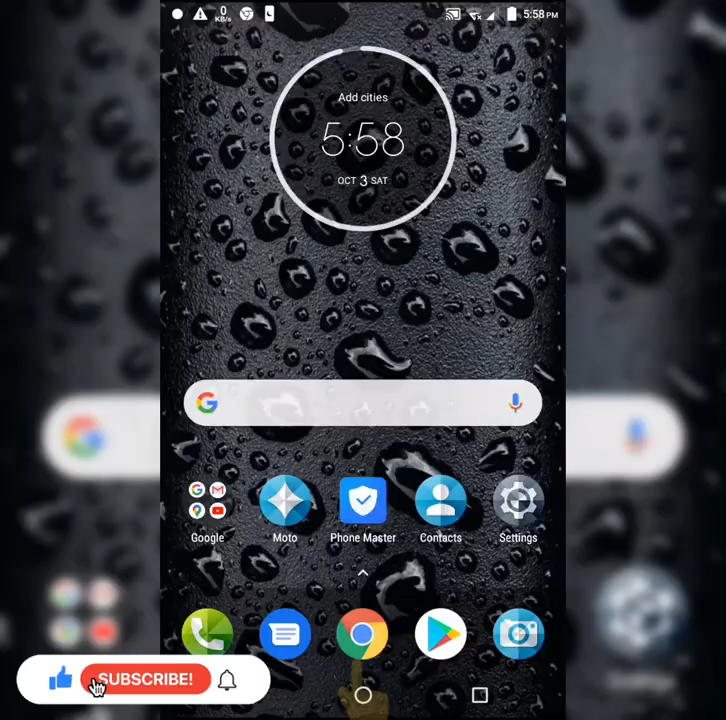 0
KB/s
5:58 PM
Add cities
5:58
OCT 3 SAT
Google
Moto
Phone Master
Contacts
Settings
SUBSCRIBE!